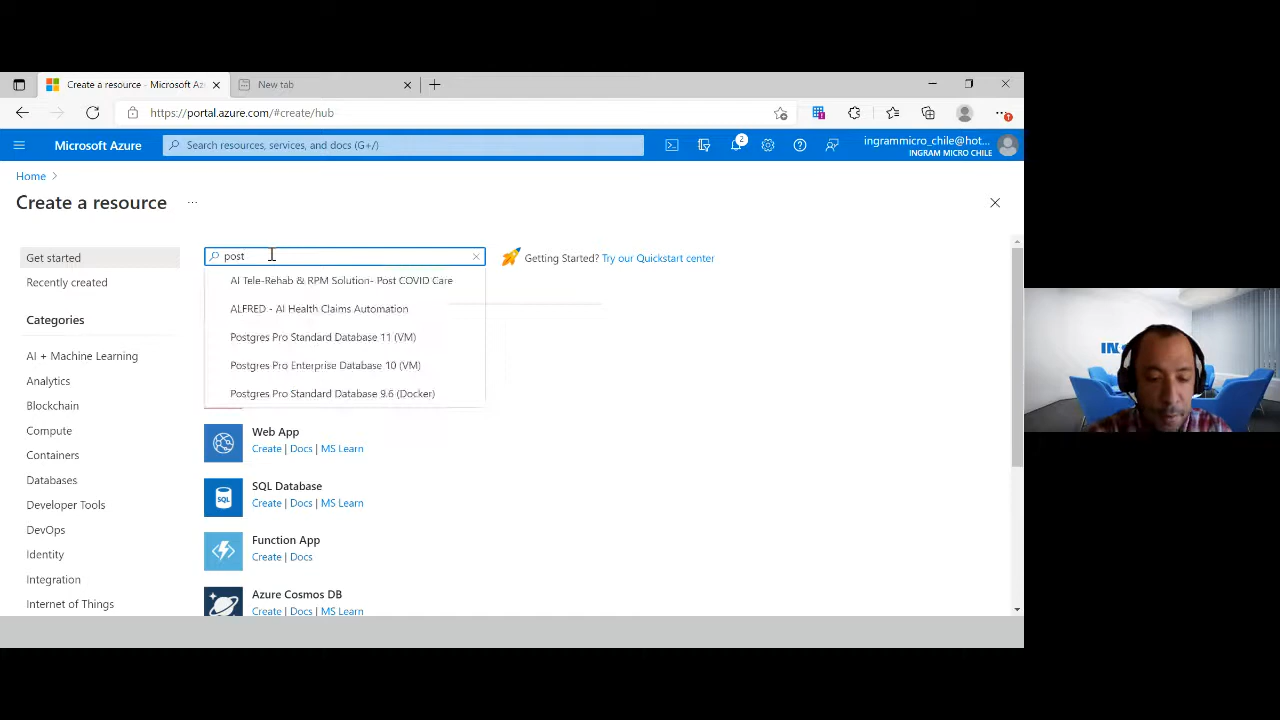 Create a resource - Microsoft Az
New tab
https://portal.azure.com/#create/hub
Microsoft Azure
Search resources, services, and docs (G+/)
2
ingrammicro_chile@hot...
INGRAM MICRO CHILE
Home
Create a resource
...
Get started
Recently created
Categories
AI + Machine Learning
Analytics
Blockchain
Compute
Containers
Databases
Developer Tools
DevOps
Identity
Integration
Internet of Things
post
Getting Started? Try our Quickstart center
AI Tele-Rehab & RPM Solution- Post COVID Care
ALFRED - AI Health Claims Automation
Postgres Pro Standard Database 11 (VM)
Postgres Pro Enterprise Database 10 (VM)
Postgres Pro Standard Database 9.6 (Docker)
Web App
Create | Docs | MS Learn
SQL Database
Create | Docs | MS Learn
Function App
Create | Docs
Azure Cosmos DB
Create | Docs | MS Learn
SQL